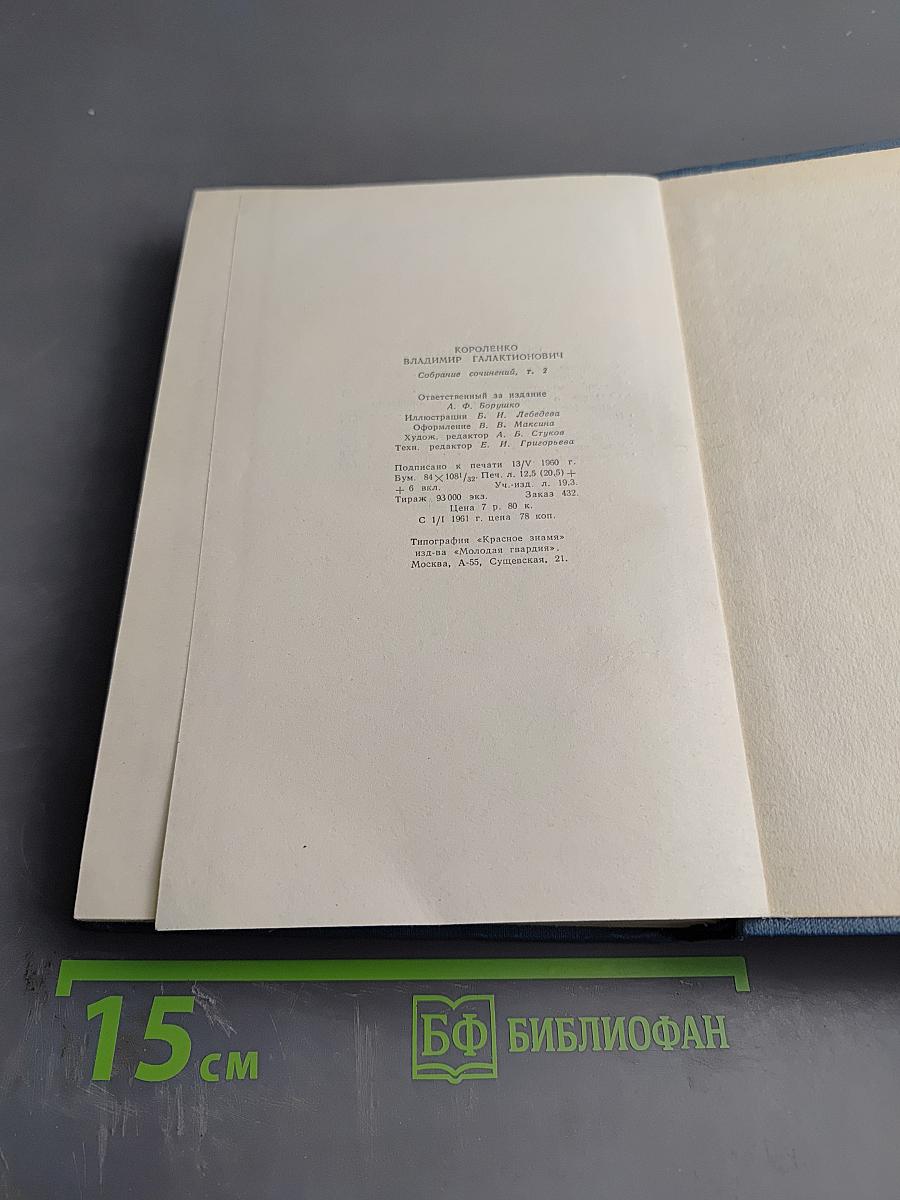 КОРОЛЕНКО
ВЛАДИМИР ГАЛАКТИОНОВИЧ
Собрание сочинений, т. 2
Ответственный за издание
А. Ф. Борушко
Иллюстрации Б. И. Лебедева
Оформление В. В. Максина
Худож. редактор А. Б. Стуков
Техн. редактор Е. И. Григорьева
Подписано к печати 13/V 1960 г.
Бум. 84×108¹/₃₂. Печ. л. 12,5 (20,5) +
+ 6 вкл. Уч.-изд. л. 19,3.
Тираж 93 000 экз. Заказ 432.
Цена 7 р. 80 к.
С 1/I 1961 г. цена 78 коп.
Типография «Красное знамя»
изд-ва «Молодая гвардия».
Москва, А-55, Сущевская, 21.
15 см
БФ БИБЛИОФАН